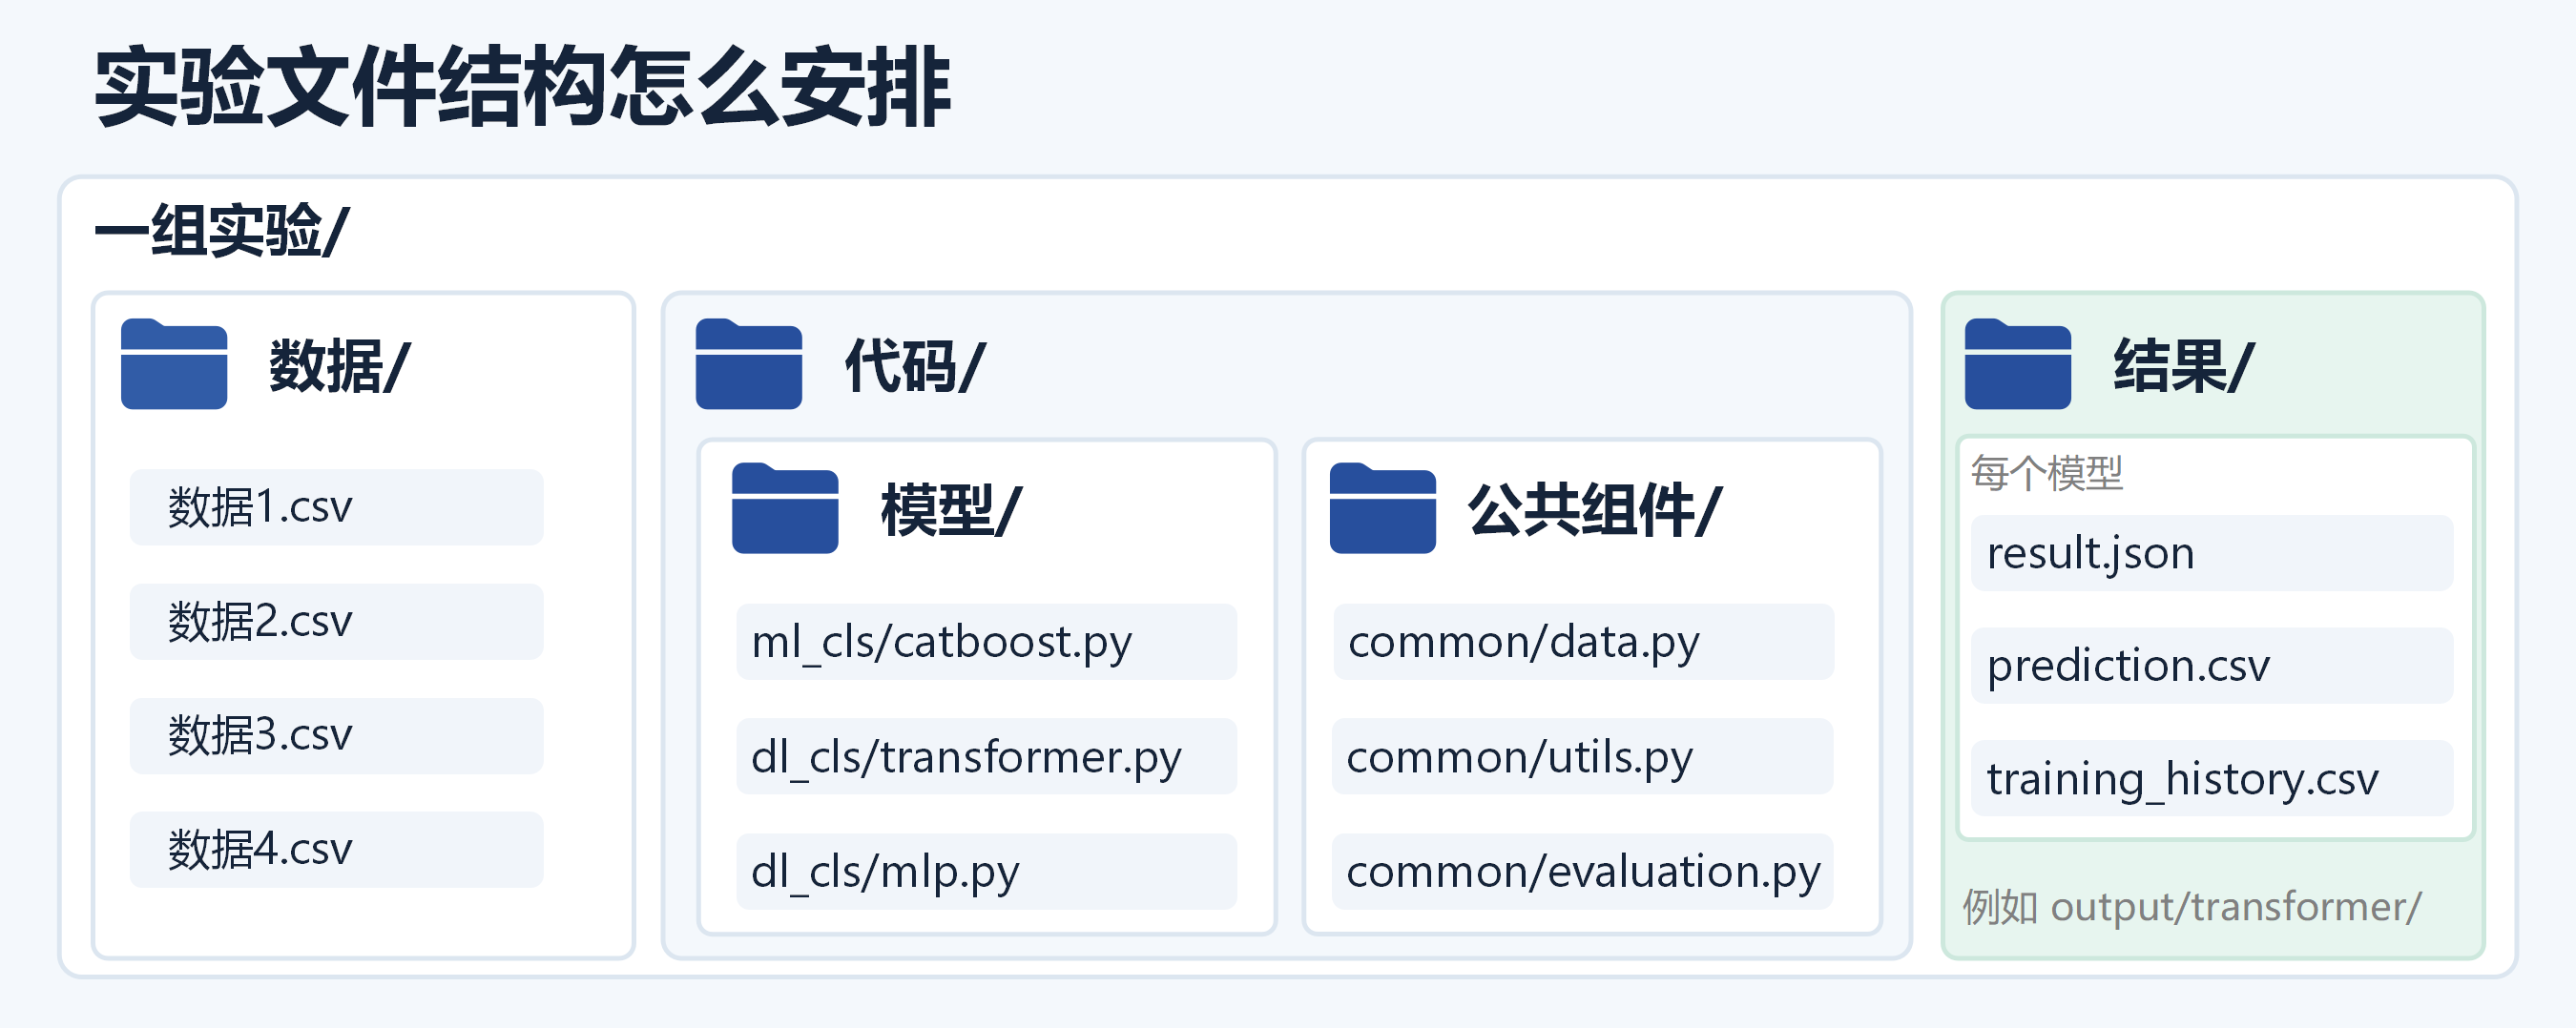 实验文件结构怎么安排
一组实验/
数据/
数据1.csv
数据2.csv
数据3.csv
数据4.csv
代码/
模型/
ml_cls/catboost.py
dl_cls/transformer.py
dl_cls/mlp.py
公共组件/
common/data.py
common/utils.py
common/evaluation.py
结果/
每个模型
result.json
prediction.csv
training_history.csv
例如 output/transformer/